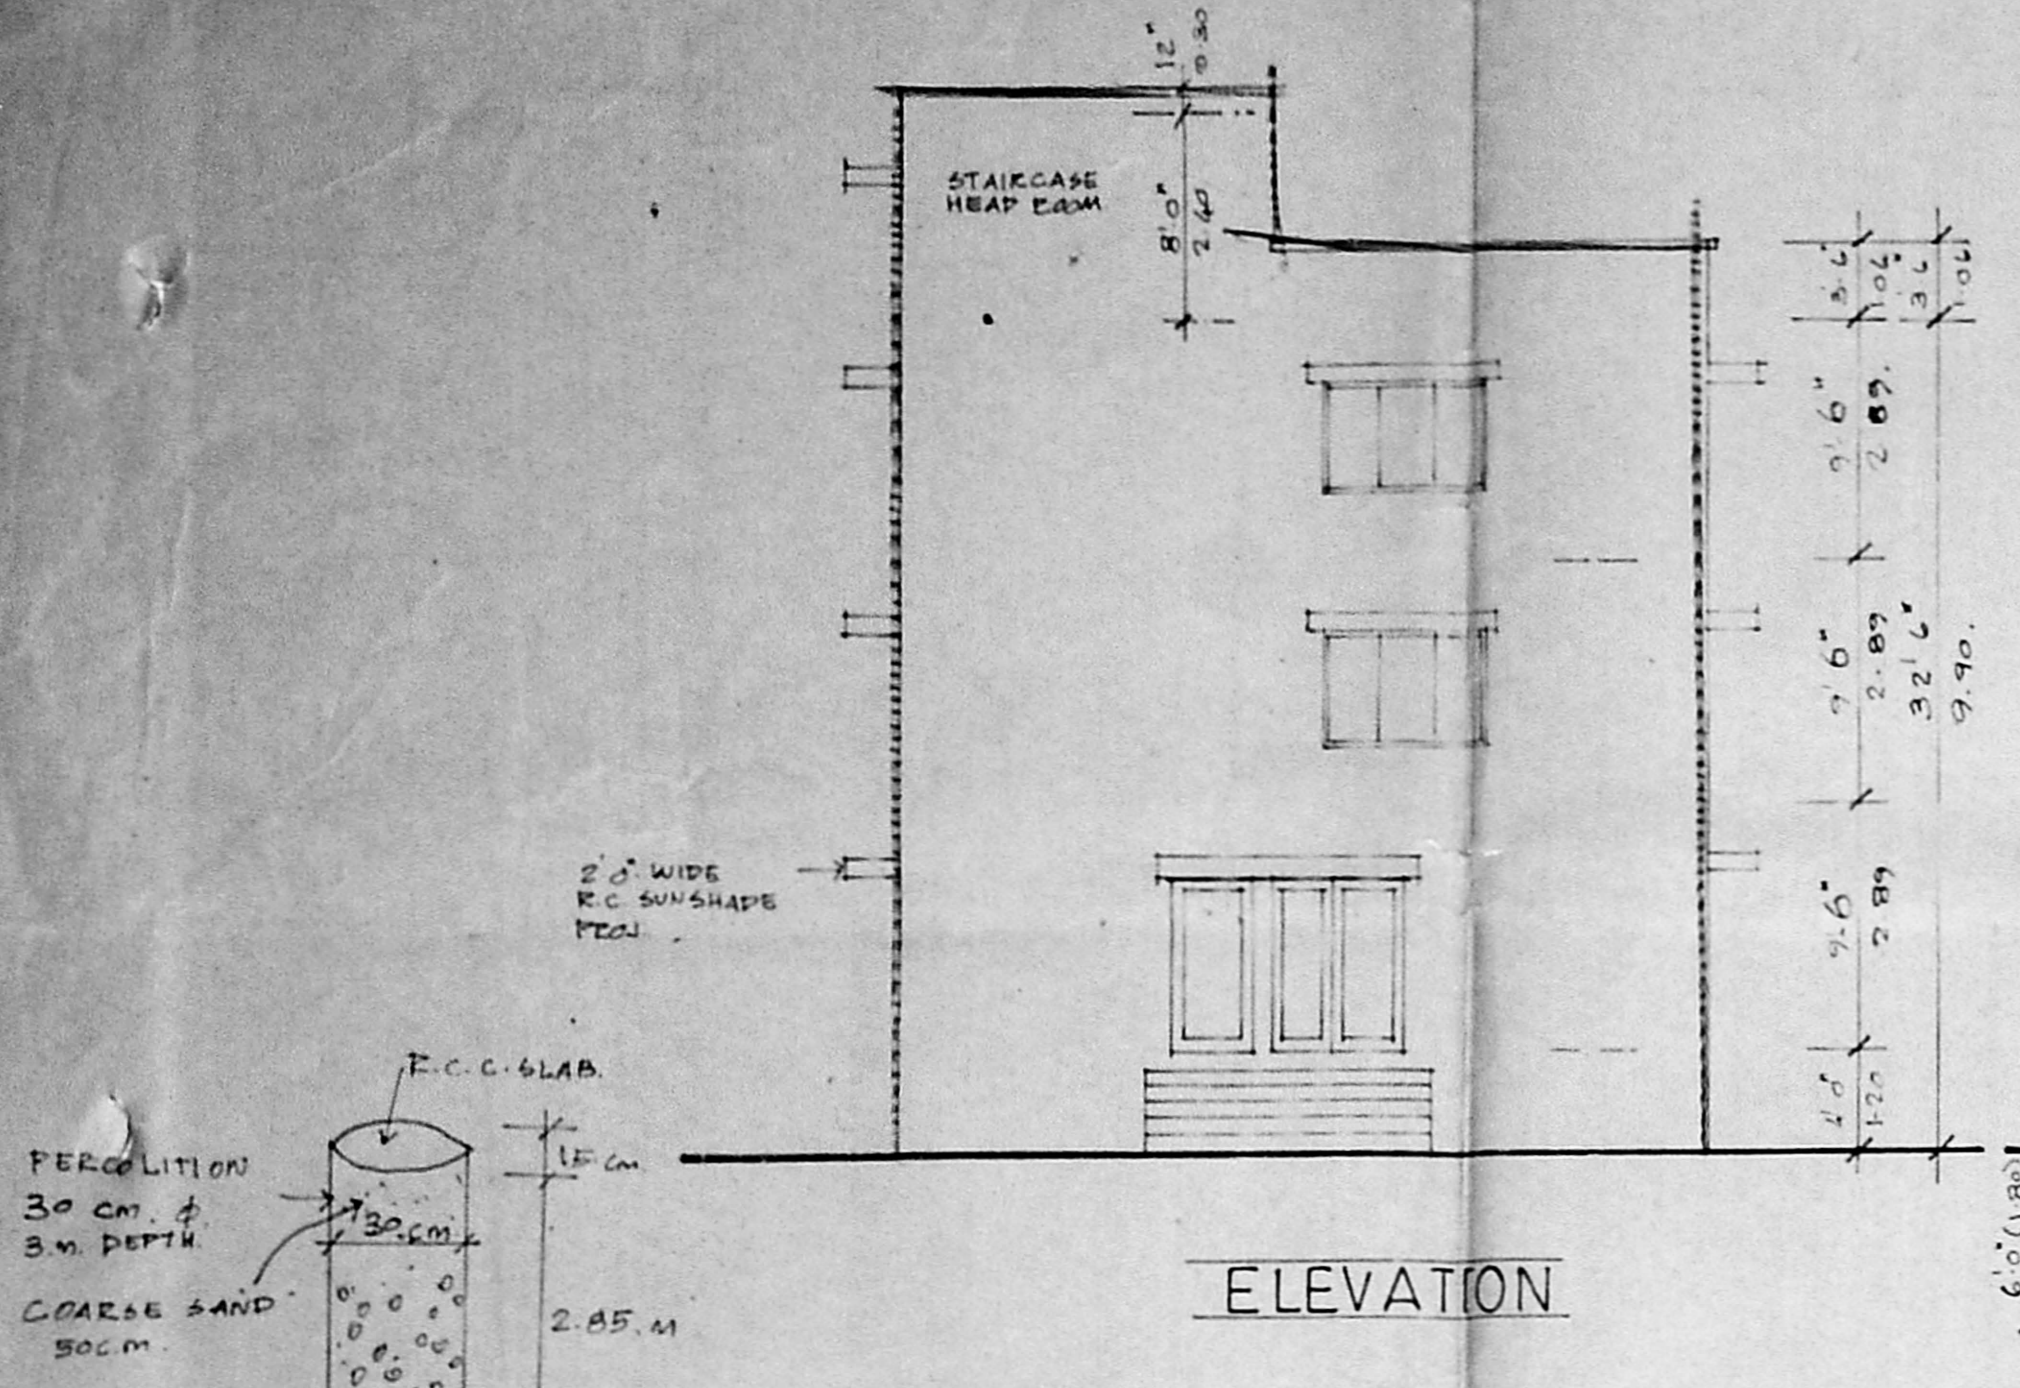 12"
0.30
STAIRCASE
HEAD ROOM
8'0"
2.60
3'6"
1.06
3'6"
1.06
9'6"
2.89.
9'6"
2.89
32'6"
9.90.
9-6"
2.89
4'0"
1.20
2'0" WIDE
R.C SUNSHADE
PROJ.
R.C.C. SLAB.
15 cm
PERCOLITION
30 cm. ϕ
3.m. DEPTH.
30.cm
COARSE SAND
50c.m.
2.85.M
ELEVATION
6'0"(1.80)